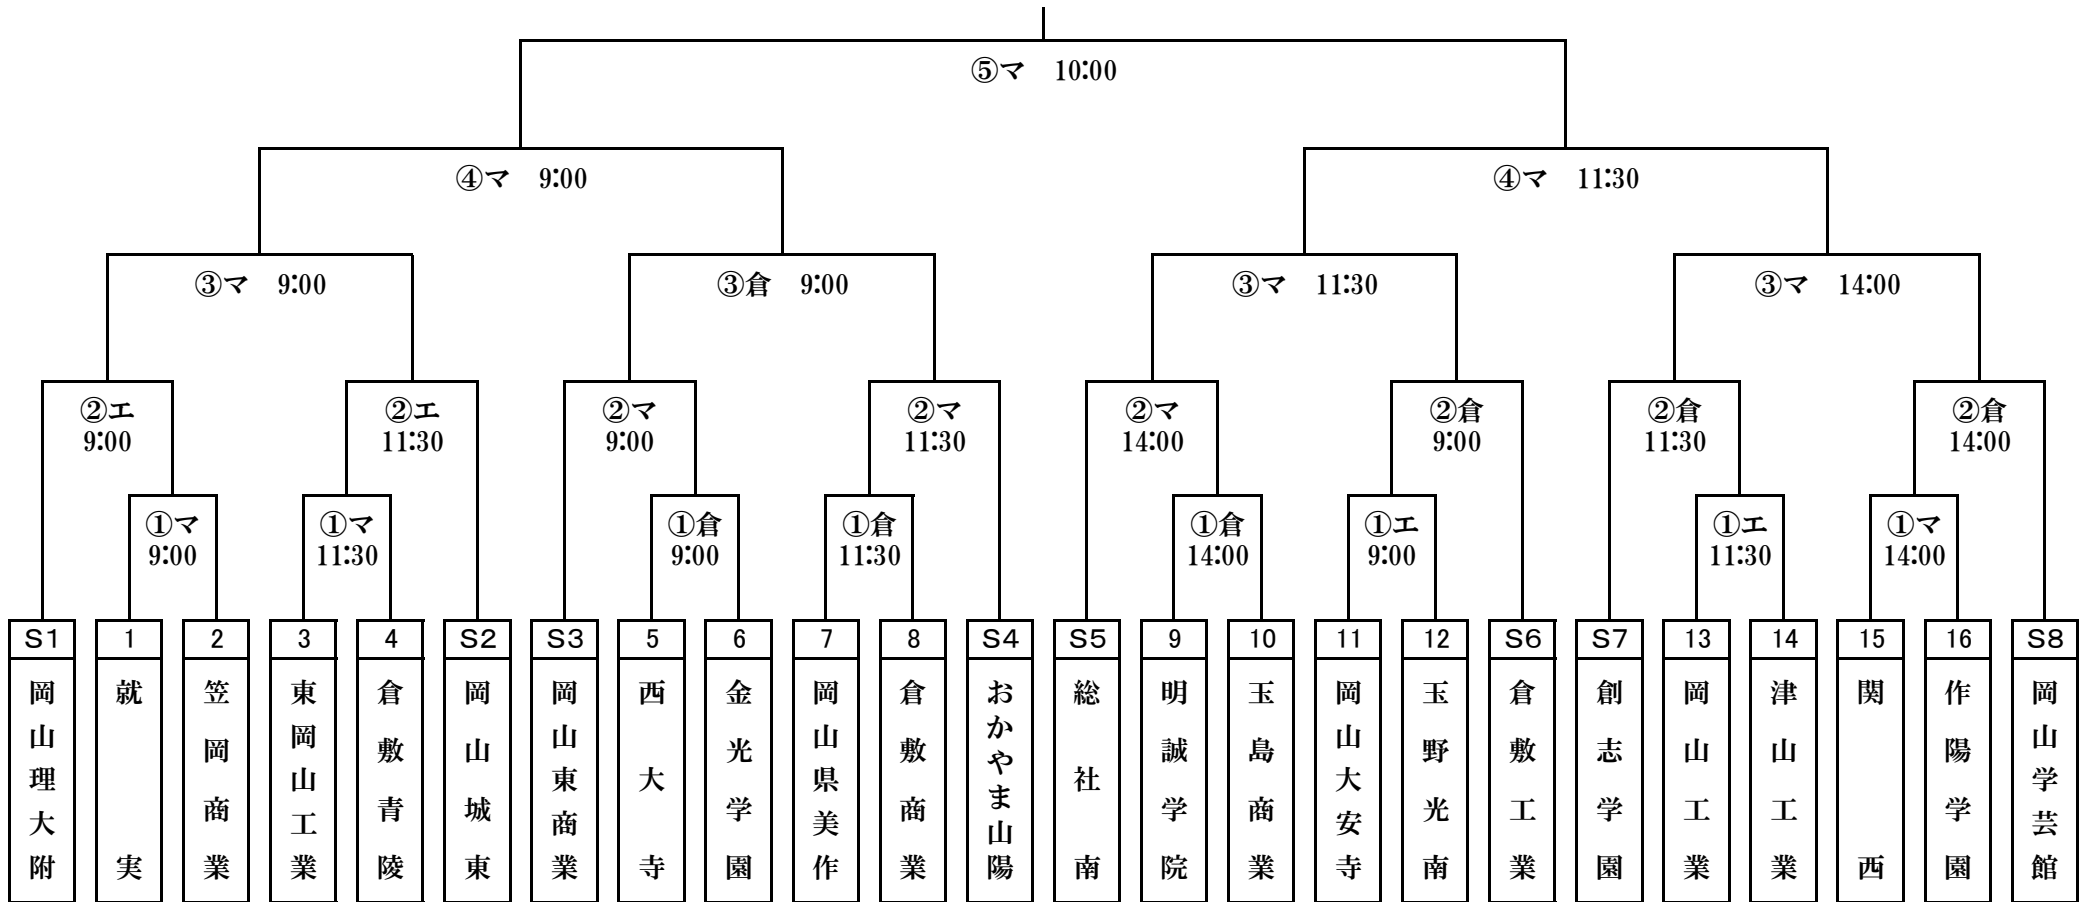 ⑤マ 10:00
④マ 9:00
④マ 11:30
③マ 9:00
③倉 9:00
③マ 11:30
③マ 14:00
②エ
9:00
②エ
11:30
②マ
9:00
②マ
11:30
②マ
14:00
②倉
9:00
②倉
11:30
②倉
14:00
①マ
9:00
①マ
11:30
①倉
9:00
①倉
11:30
①倉
14:00
①エ
9:00
①エ
11:30
①マ
14:00
S1
岡山理大附
1
就実
2
笠岡商業
3
東岡山工業
4
倉敷青陵
S2
岡山城東
S3
岡山東商業
5
西大寺
6
金光学園
7
岡山県美作
8
倉敷商業
S4
おかやま山陽
S5
総社南
9
明誠学院
10
玉島商業
11
岡山大安寺
12
玉野光南
S6
倉敷工業
S7
創志学園
13
岡山工業
14
津山工業
15
関西
16
作陽学園
S8
岡山学芸館